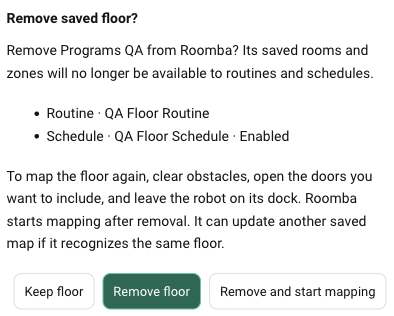 Remove saved floor?
Remove Programs QA from Roomba? Its saved rooms and
zones will no longer be available to routines and schedules.
• Routine · QA Floor Routine
• Schedule · QA Floor Schedule · Enabled
To map the floor again, clear obstacles, open the doors you
want to include, and leave the robot on its dock. Roomba
starts mapping after removal. It can update another saved
map if it recognizes the same floor.
Keep floor
Remove floor
Remove and start mapping